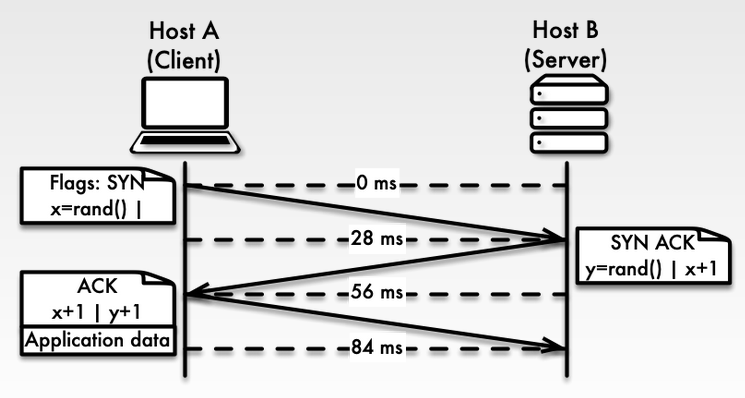 Host A
(Client)
Host B
(Server)
Flags: SYN
x=rand() |
0 ms
28 ms
SYN ACK
y=rand() | x+1
ACK
x+1 | y+1
Application data
56 ms
84 ms